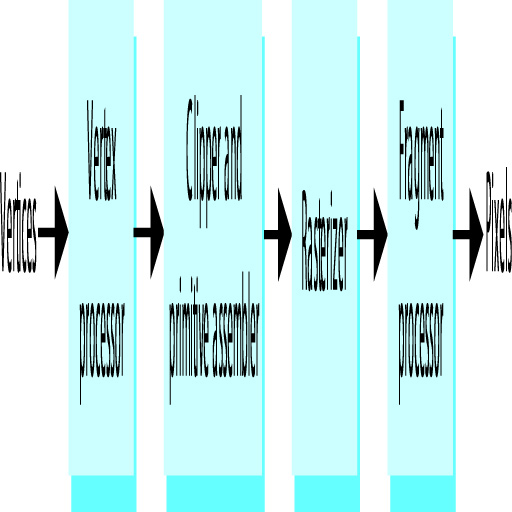 Vertices
Vertex
processor
Clipper and
primitive assembler
Rasterizer
Fragment
processor
Pixels